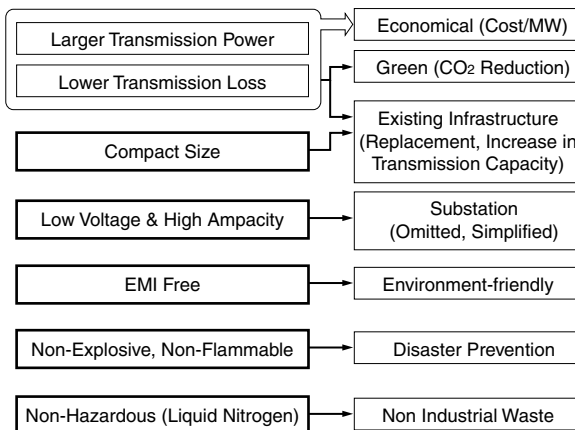 Larger Transmission Power
Economical (Cost/MW)
Lower Transmission Loss
Green (CO2 Reduction)
Compact Size
Existing Infrastructure
(Replacement, Increase in
Transmission Capacity)
Low Voltage & High Ampacity
Substation
(Omitted, Simplified)
EMI Free
Environment-friendly
Non-Explosive, Non-Flammable
Disaster Prevention
Non-Hazardous (Liquid Nitrogen)
Non Industrial Waste